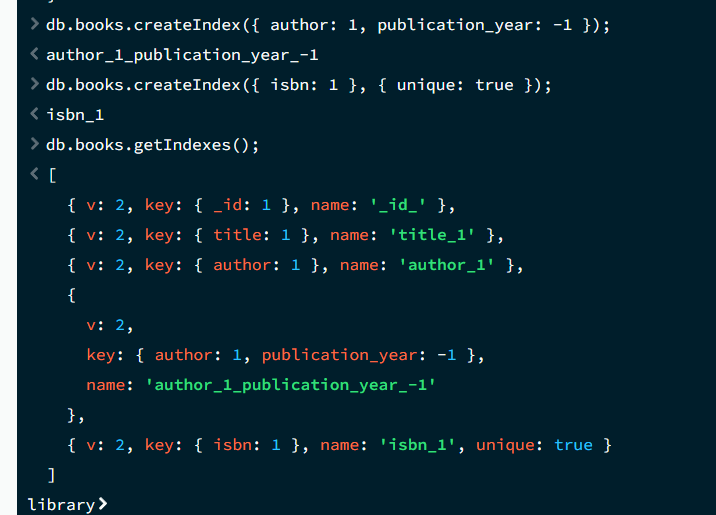 > db.books.createIndex({ author: 1, publication_year: -1 });
< author_1_publication_year_-1
> db.books.createIndex({ isbn: 1 }, { unique: true });
< isbn_1
> db.books.getIndexes();
< [
{ v: 2, key: { _id: 1 }, name: '_id_' },
{ v: 2, key: { title: 1 }, name: 'title_1' },
{ v: 2, key: { author: 1 }, name: 'author_1' },
{
v: 2,
key: { author: 1, publication_year: -1 },
name: 'author_1_publication_year_-1'
},
{ v: 2, key: { isbn: 1 }, name: 'isbn_1', unique: true }
]
library>